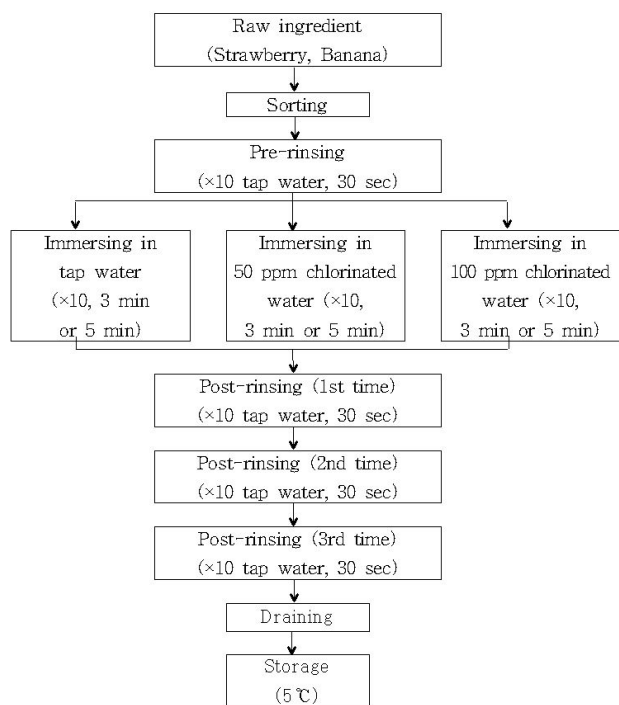 Raw ingredient
(Strawberry, Banana)
Sorting
Pre-rinsing
(×10 tap water, 30 sec)
Immersing in
tap water
(×10, 3 min
or 5 min)
Immersing in
50 ppm chlorinated
water (×10,
3 min or 5 min)
Immersing in
100 ppm chlorinated
water (×10,
3 min or 5 min)
Post-rinsing (1st time)
(×10 tap water, 30 sec)
Post-rinsing (2nd time)
(×10 tap water, 30 sec)
Post-rinsing (3rd time)
(×10 tap water, 30 sec)
Draining
Storage
(5℃)